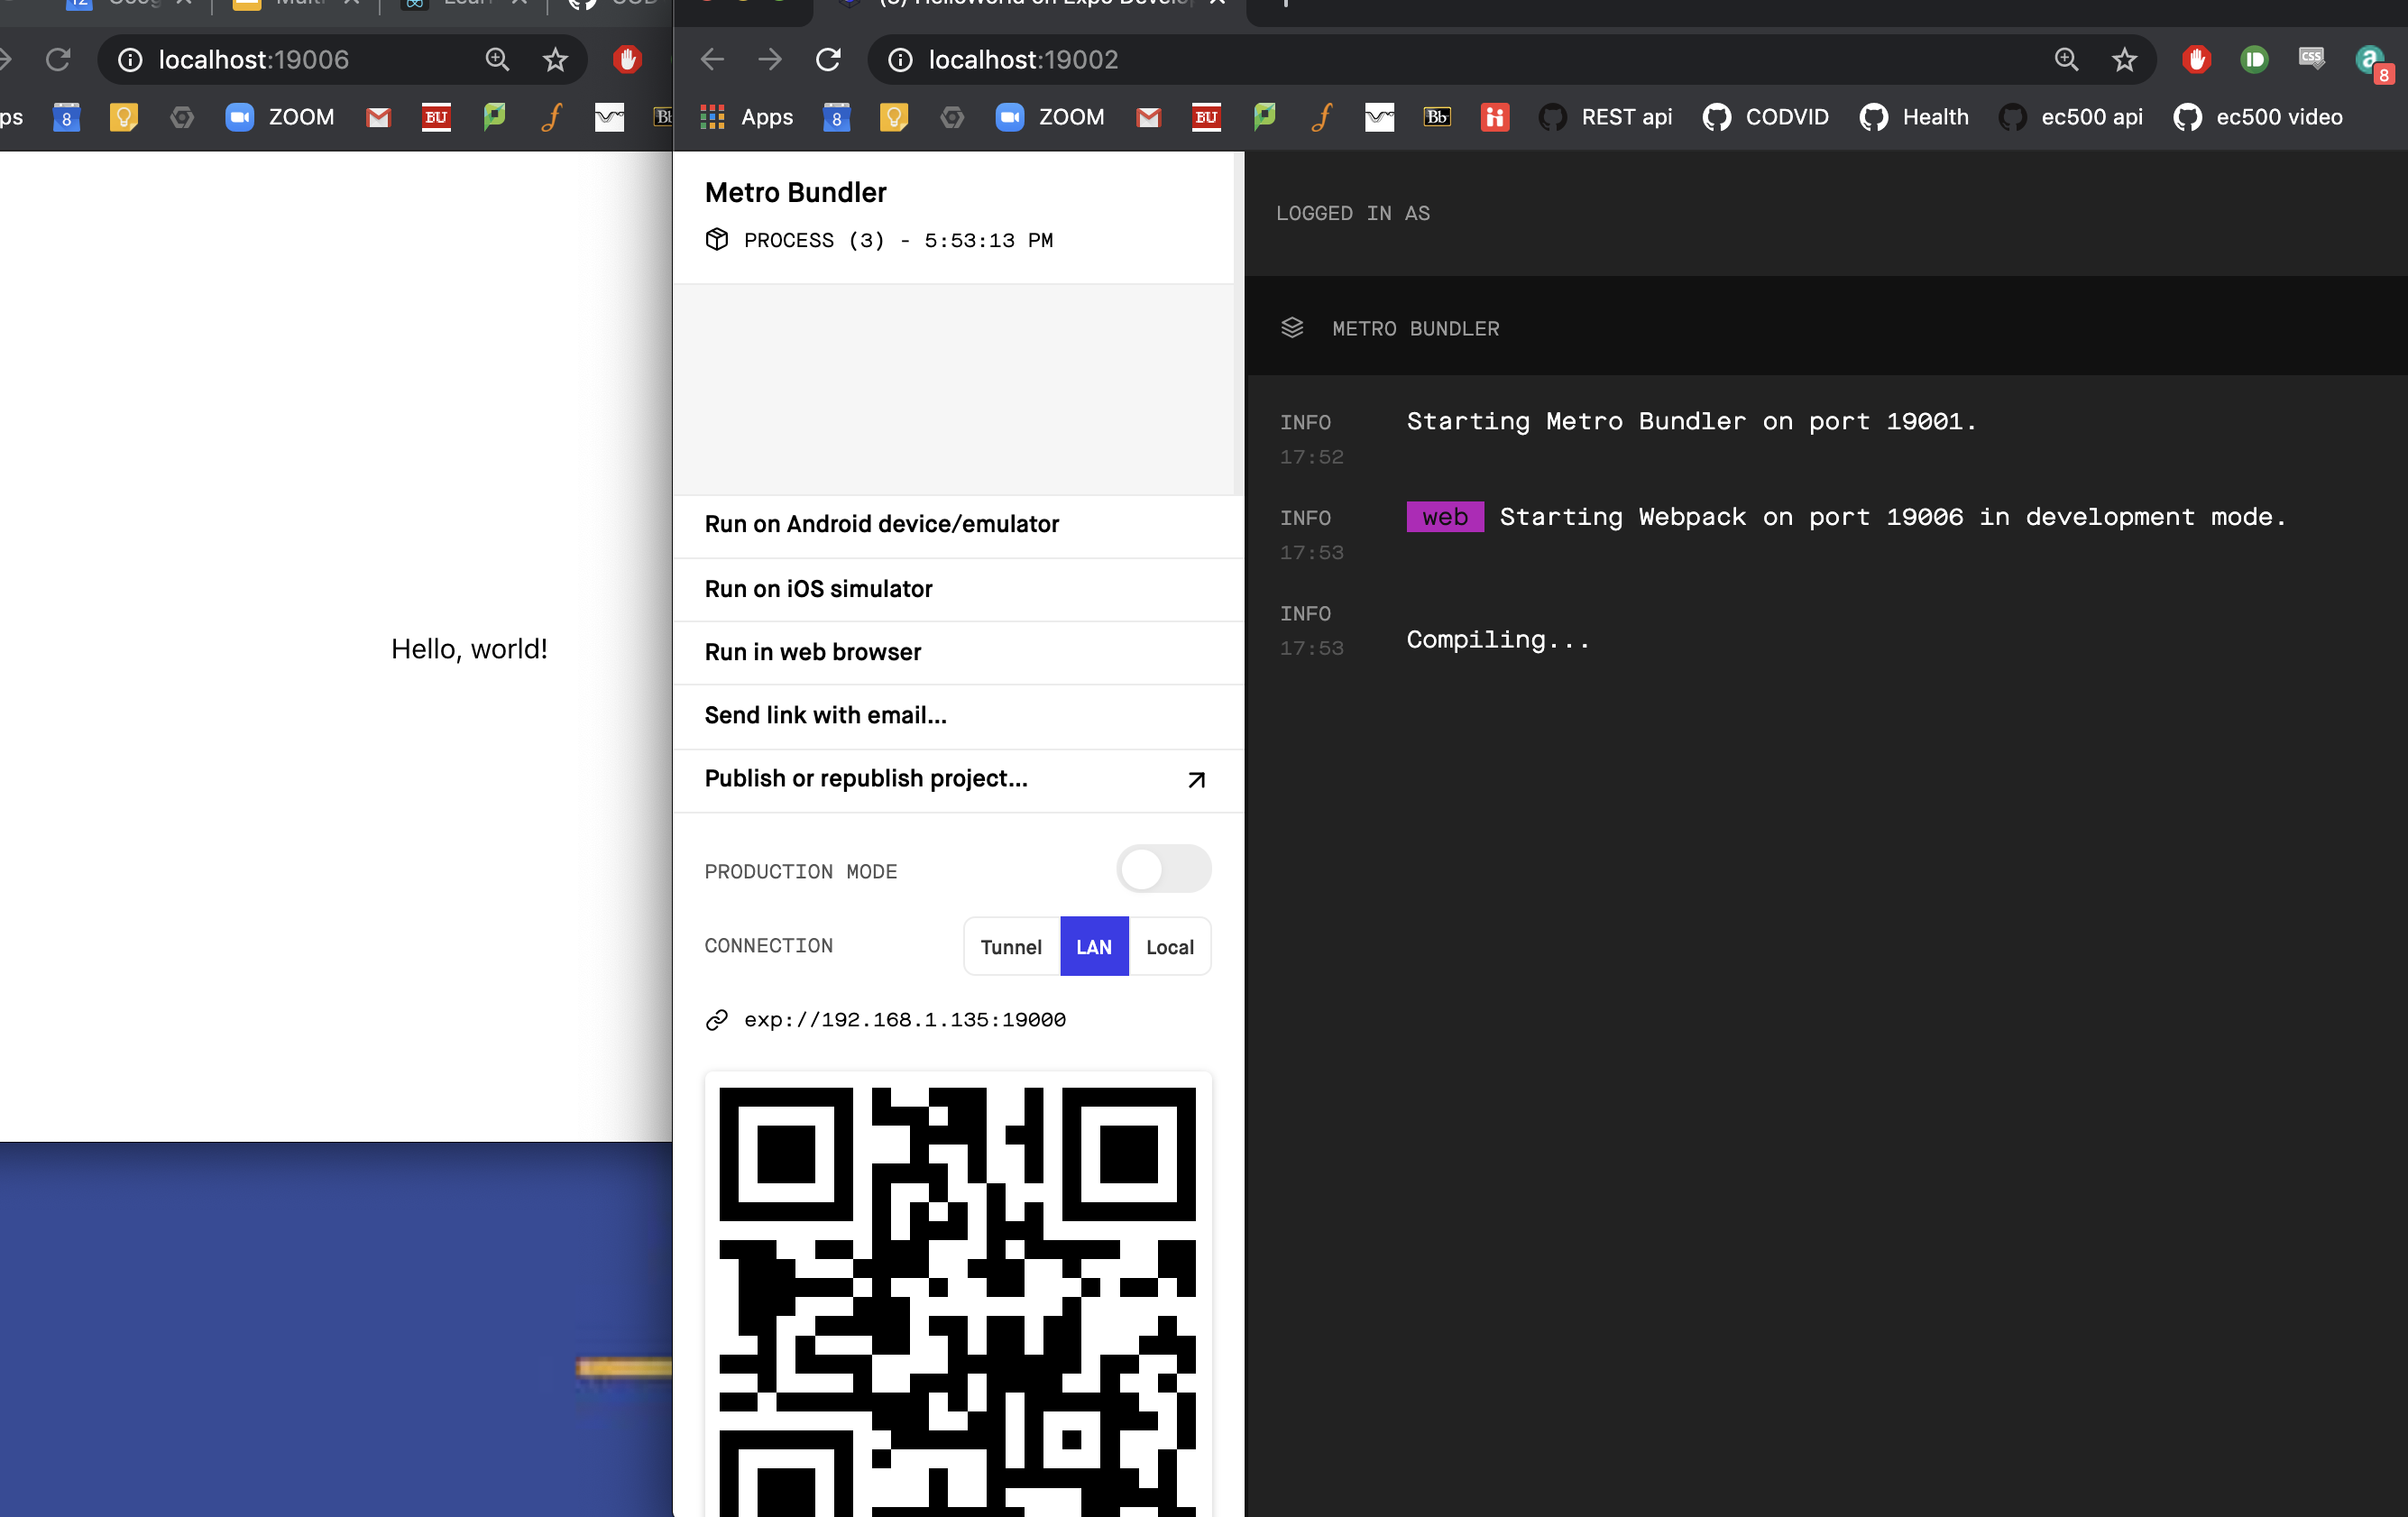 localhost:19006
ps
8
ZOOM
BU
Hello, world!
localhost:19002
8
Apps
8
ZOOM
BU
Bb
REST api
CODVID
Health
ec500 api
ec500 video
Metro Bundler
PROCESS (3) - 5:53:13 PM
Run on Android device/emulator
Run on iOS simulator
Run in web browser
Send link with email...
Publish or republish project...
PRODUCTION MODE
CONNECTION
Tunnel
LAN
Local
exp://192.168.1.135:19000
LOGGED IN AS
METRO BUNDLER
INFO
17:52
Starting Metro Bundler on port 19001.
INFO
17:53
web Starting Webpack on port 19006 in development mode.
INFO
17:53
Compiling...